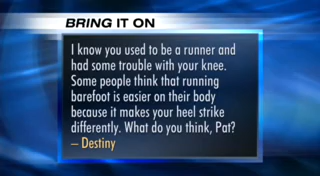 BRING IT ON
I know you used to be a runner and
had some trouble with your knee.
Some people think that running
barefoot is easier on their body
because it makes your heel strike
differently. What do you think, Pat?
– Destiny